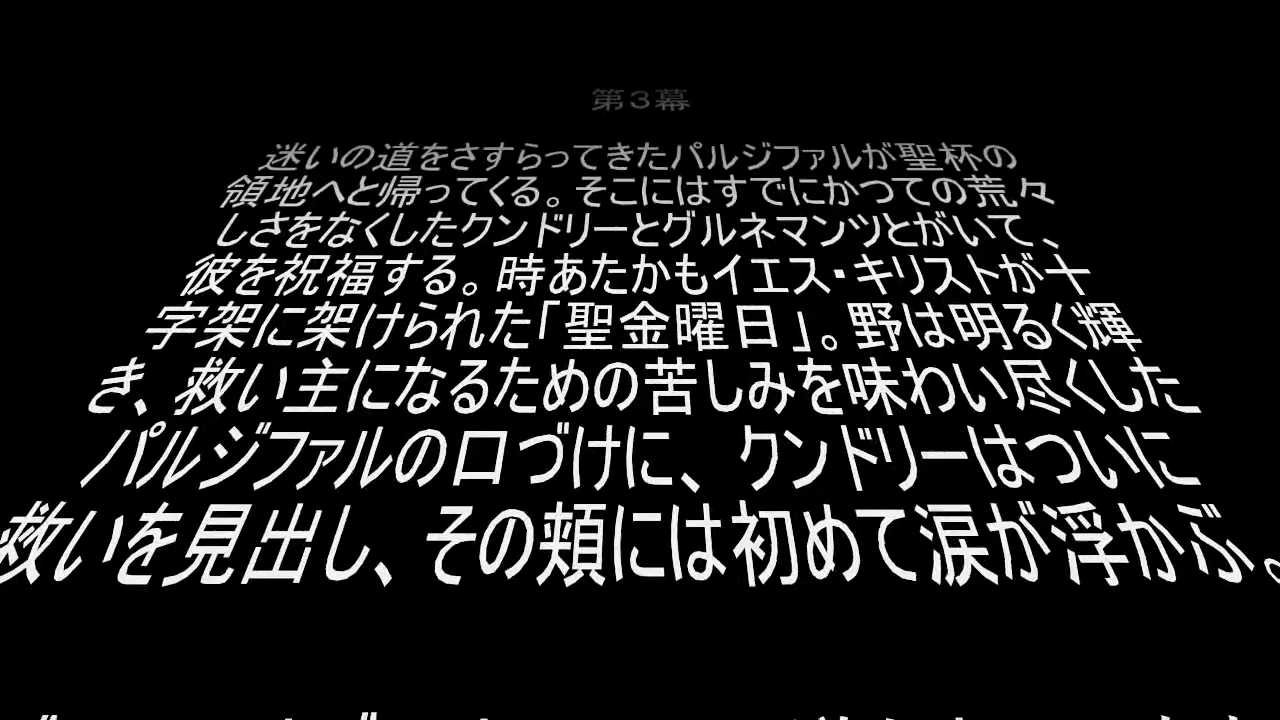 第３幕
迷いの道をさすらってきたパルジファルが聖杯の
領地へと帰ってくる。そこにはすでにかつての荒々
しさをなくしたクンドリーとグルネマンツとがいて、
彼を祝福する。時あたかもイエス・キリストが十
字架に架けられた「聖金曜日」。野は明るく輝
き、救い主になるための苦しみを味わい尽くした
パルジファルの口づけに、クンドリーはついに
救いを見出し、その頬には初めて涙が浮かぶ。